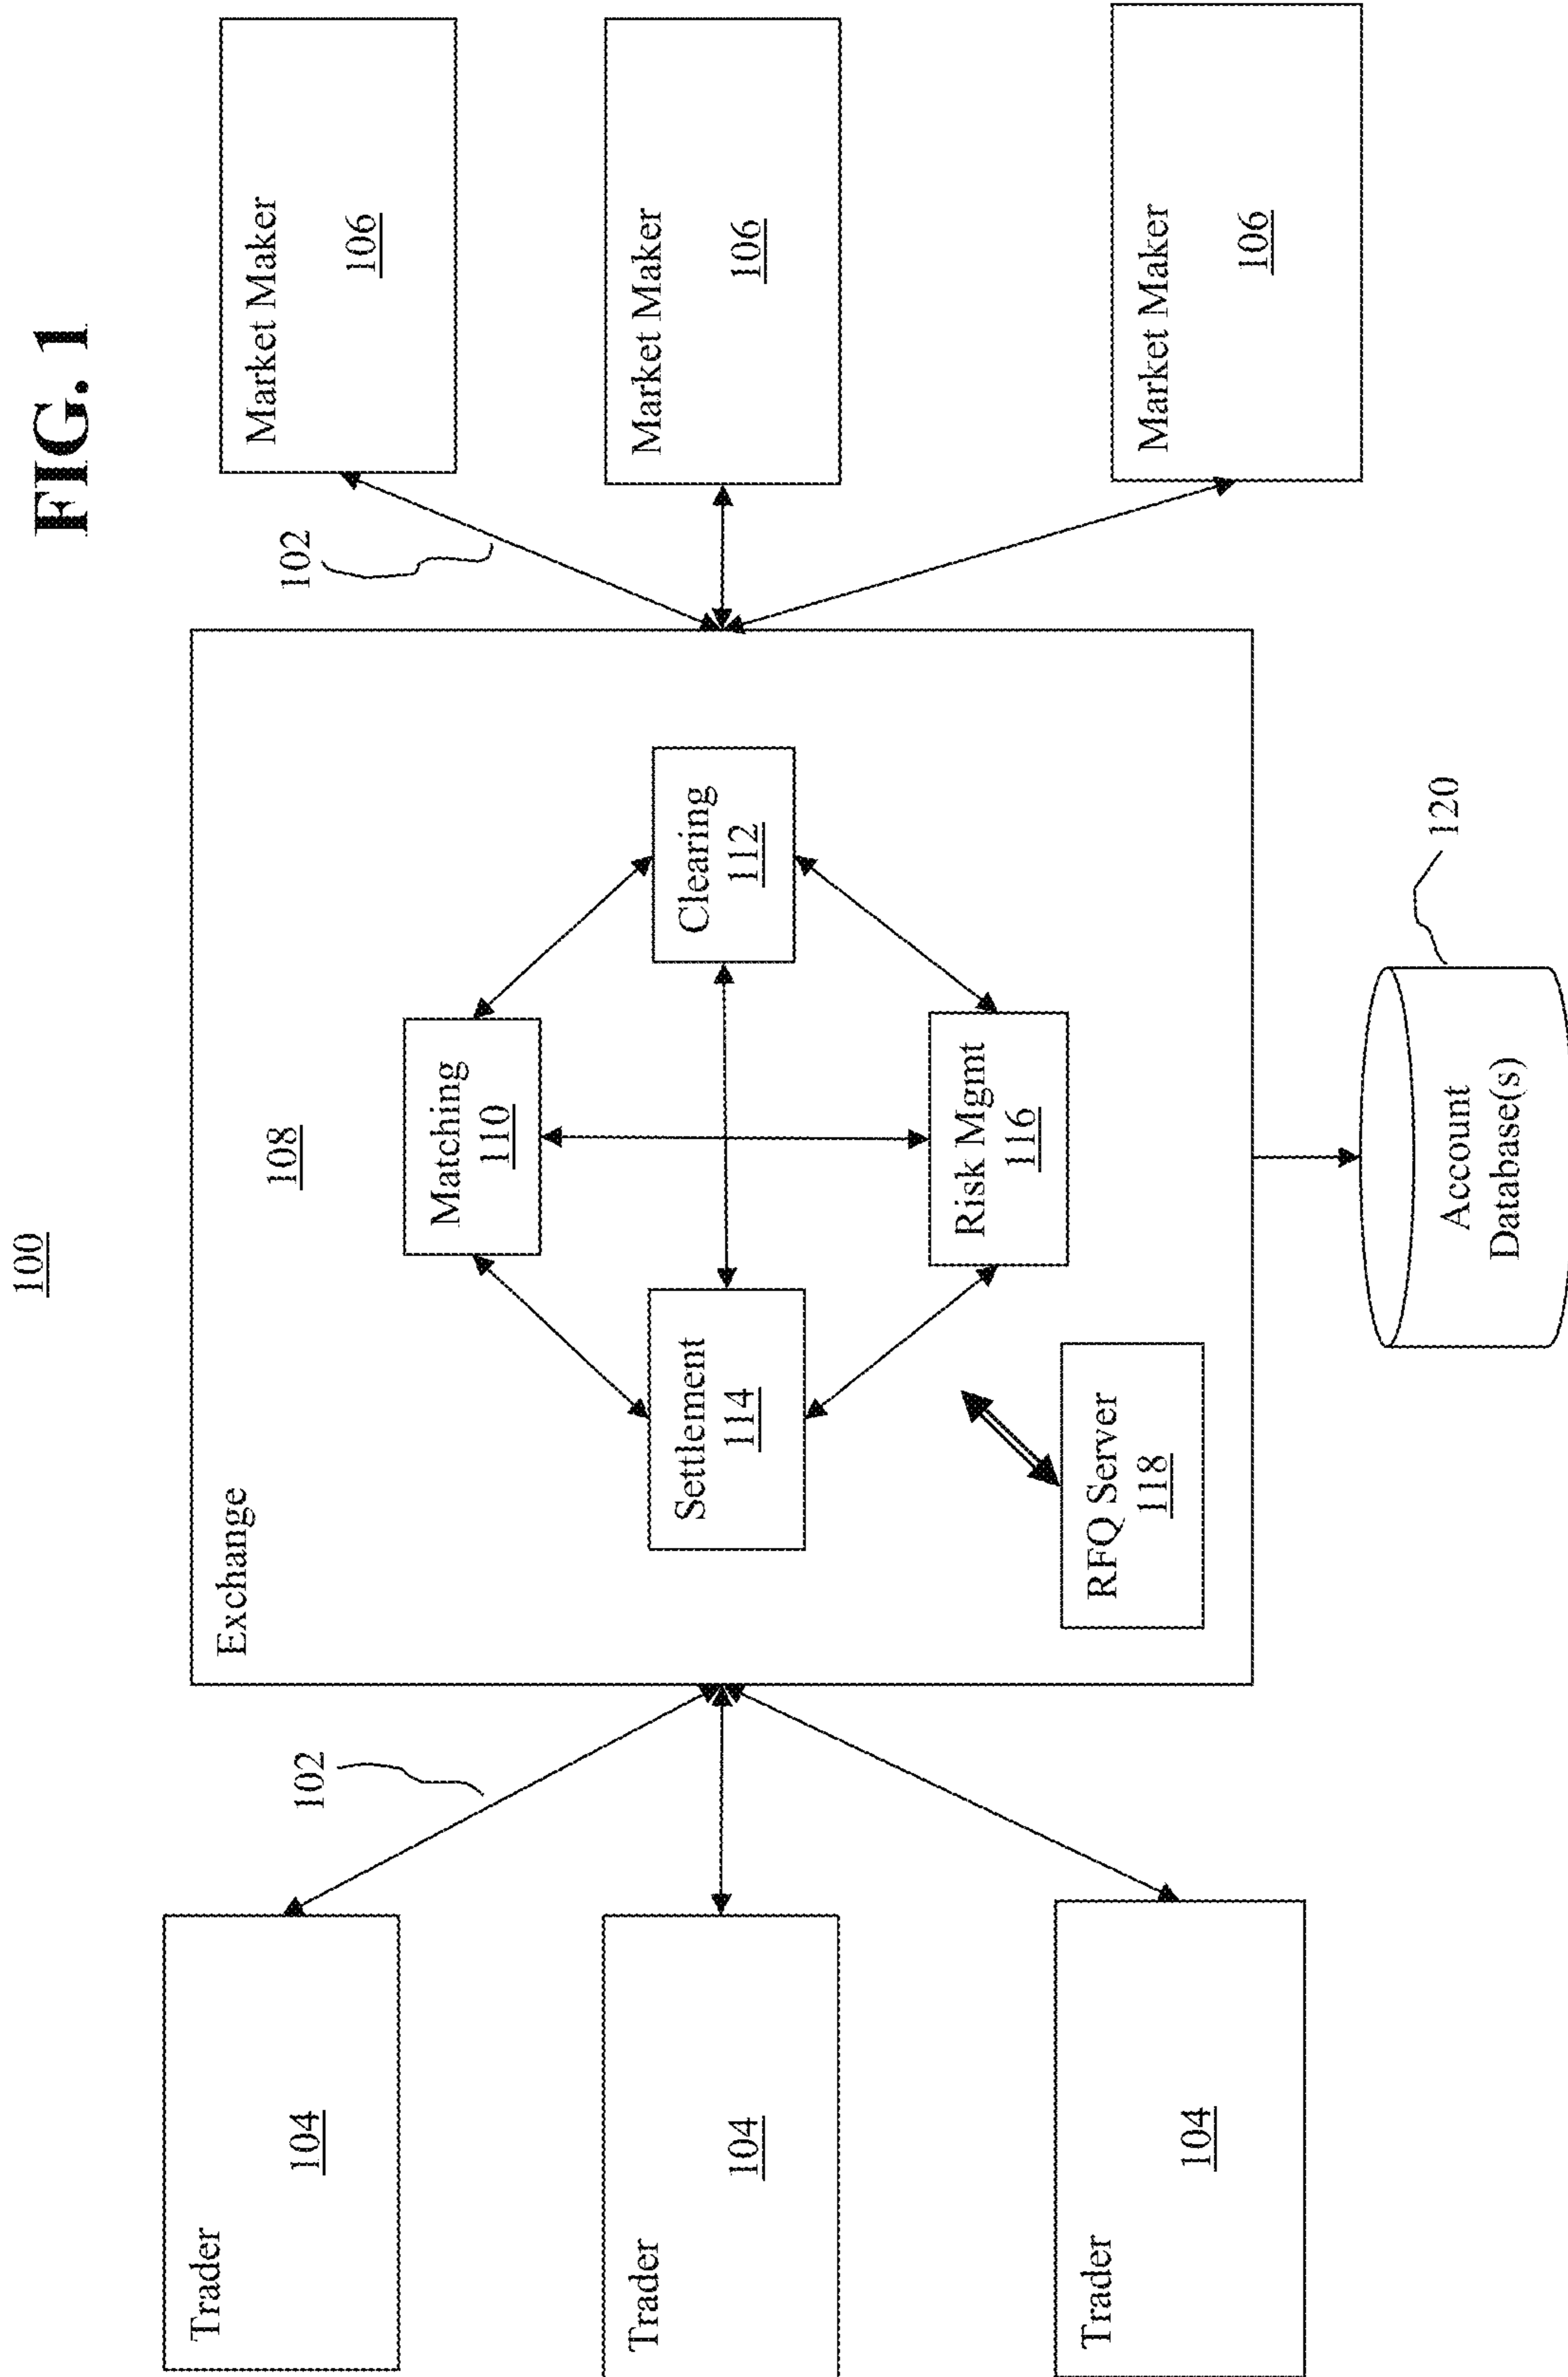 FIG. 1
100
Exchange
108
Matching
110
Clearing
112
Settlement
114
Risk Mgmt
116
RFQ Server
118
Account
Database(s)
120
102
102
Trader
104
Trader
104
Trader
104
Market Maker
106
Market Maker
106
Market Maker
106